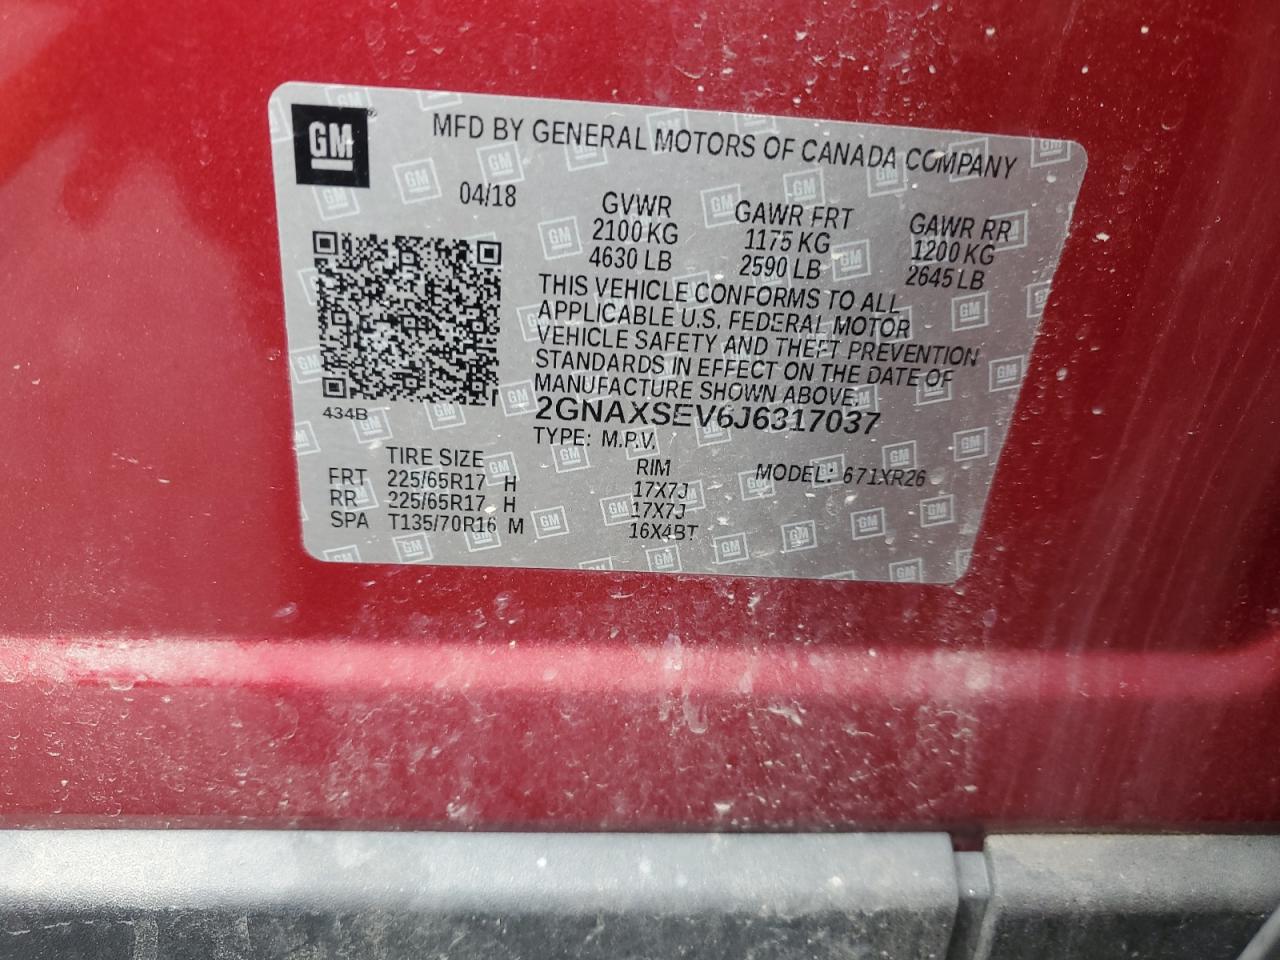 GM
MFD BY GENERAL MOTORS OF CANADA COMPANY
04/18 GVWR GAWR FRT GAWR RR
2100 KG 1175 KG 1200 KG
4630 LB 2590 LB 2645 LB
THIS VEHICLE CONFORMS TO ALL
APPLICABLE U.S. FEDERAL MOTOR
VEHICLE SAFETY AND THEFT PREVENTION
STANDARDS IN EFFECT ON THE DATE OF
MANUFACTURE SHOWN ABOVE.
434B
2GNAXSEV6J6317037
TYPE: M.P.V.
TIRE SIZE RIM MODEL: 671XR26
FRT 225/65R17 H 17X7J
RR 225/65R17 H 17X7J
SPA T135/70R16 M 16X4BT